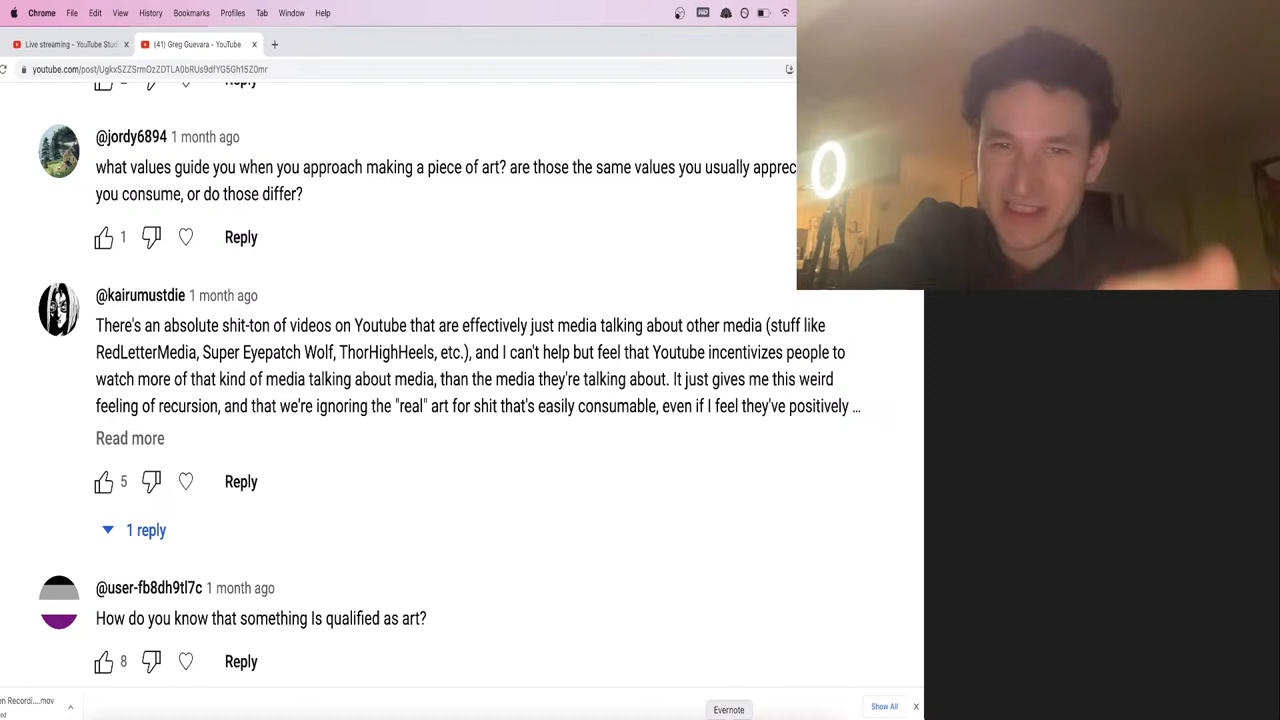 Chrome File Edit View History Bookmarks Profiles Tab Window Help
Live streaming - YouTube Stud
(41) Greg Guevara - YouTube
youtube.com/post/UgkxSZZSrmOzZDTLA0bRUs9dfYG5Gh15Z0mr
Reply
@jordy6894 1 month ago
what values guide you when you approach making a piece of art? are those the same values you usually apprec
you consume, or do those differ?
1 Reply
@kairumustdie 1 month ago
There's an absolute shit-ton of videos on Youtube that are effectively just media talking about other media (stuff like
RedLetterMedia, Super Eyepatch Wolf, ThorHighHeels, etc.), and I can't help but feel that Youtube incentivizes people to
watch more of that kind of media talking about media, than the media they're talking about. It just gives me this weird
feeling of recursion, and that we're ignoring the "real" art for shit that's easily consumable, even if I feel they've positively ...
Read more
5 Reply
1 reply
@user-fb8dh9tl7c 1 month ago
How do you know that something Is qualified as art?
8 Reply
en Recordi....mov
Show All
Evernote